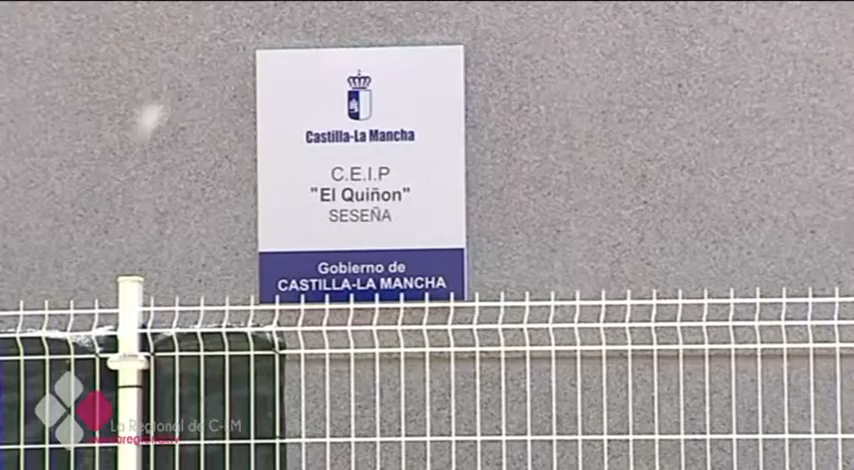 Castilla-La Mancha
C.E.I.P
"El Quiñon"
SESEÑA
Gobierno de
CASTILLA-LA MANCHA
La Regional de C-LM